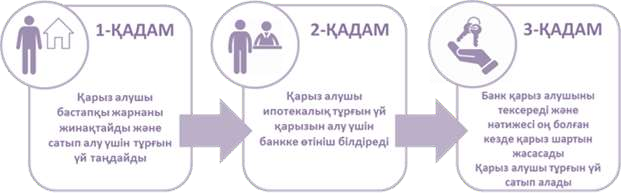 1-ҚАДАМ
Қарыз алушы
бастапқы жарнаны
жинақтайды және
сатып алу үшін тұрғын
үй таңдайды
2-ҚАДАМ
Қарыз алушы
ипотекалық тұрғын үй
қарызын алу үшін
банкке өтініш білдіреді
3-ҚАДАМ
Банк қарыз алушыны
тексереді және
нәтижесі оң болған
кезде қарыз шартын
жасасады
Қарыз алушы тұрғын үй
сатып алады